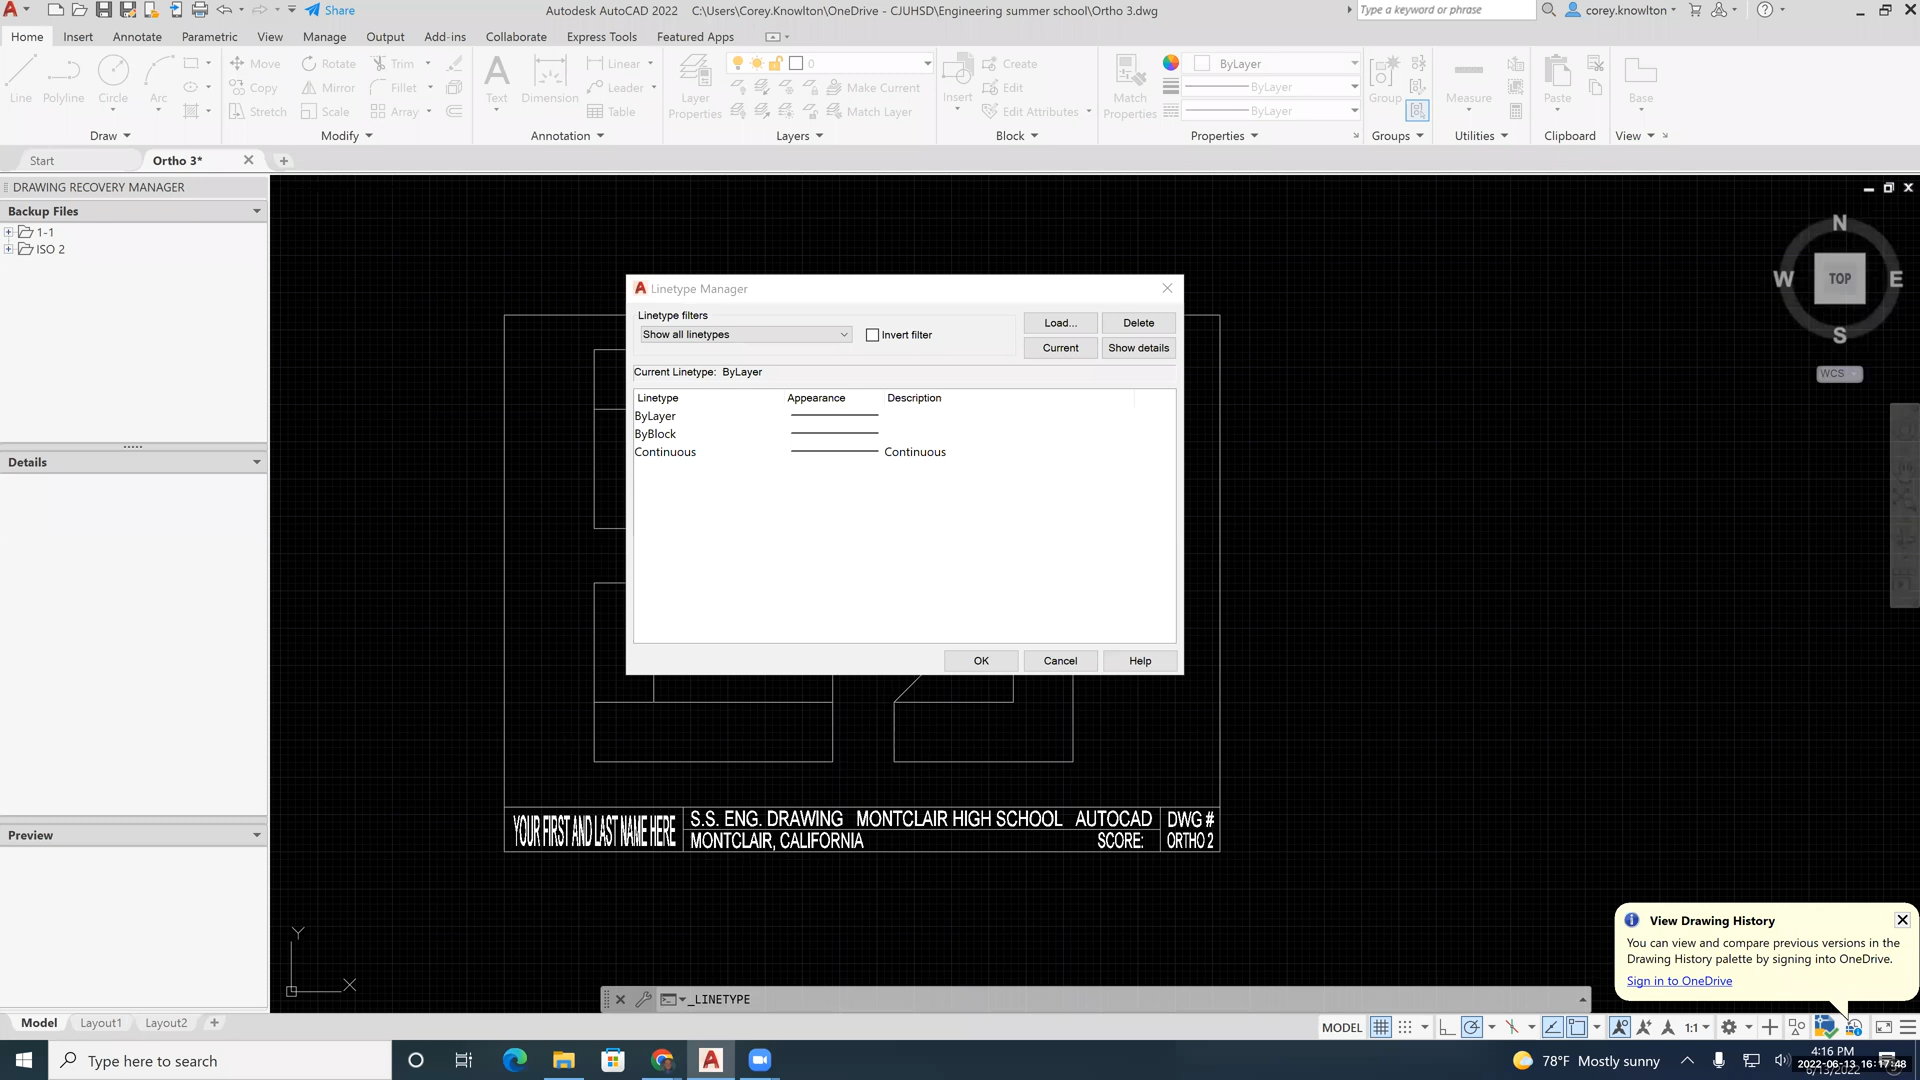 Share
Autodesk AutoCAD 2022 C:\Users\Corey.Knowlton\OneDrive - CJUHSD\Engineering summer school\Ortho 3.dwg
Type a keyword or phrase
corey.knowlton
Home Insert Annotate Parametric View Manage Output Add-ins Collaborate Express Tools Featured Apps
Line Polyline Circle Arc
Draw
Move Rotate Trim
Copy Mirror Fillet
Stretch Scale Array
Modify
Text Dimension
Linear
Leader
Table
Annotation
Layer Properties
0
Make Current
Match Layer
Layers
Insert
Create
Edit
Edit Attributes
Block
Match Properties
ByLayer
ByLayer
ByLayer
Properties
Group
Groups
Measure
Utilities
Paste
Clipboard
Base
View
Start
Ortho 3*
DRAWING RECOVERY MANAGER
Backup Files
1-1
ISO 2
Details
Preview
N
W TOP E
S
WCS
Linetype Manager
Linetype filters
Show all linetypes
Invert filter
Load... Delete
Current Show details
Current Linetype: ByLayer
Linetype Appearance Description
ByLayer
ByBlock
Continuous Continuous
OK Cancel Help
YOUR FIRST AND LAST NAME HERE
S.S. ENG. DRAWING MONTCLAIR HIGH SCHOOL AUTOCAD
MONTCLAIR, CALIFORNIA SCORE:
DWG #
ORTHO 2
Y
X
_LINETYPE
View Drawing History
You can view and compare previous versions in the
Drawing History palette by signing into OneDrive.
Sign in to OneDrive
Model Layout1 Layout2
MODEL
1:1
Type here to search
78°F Mostly sunny
4:16 PM
2022-06-13 16:17:48